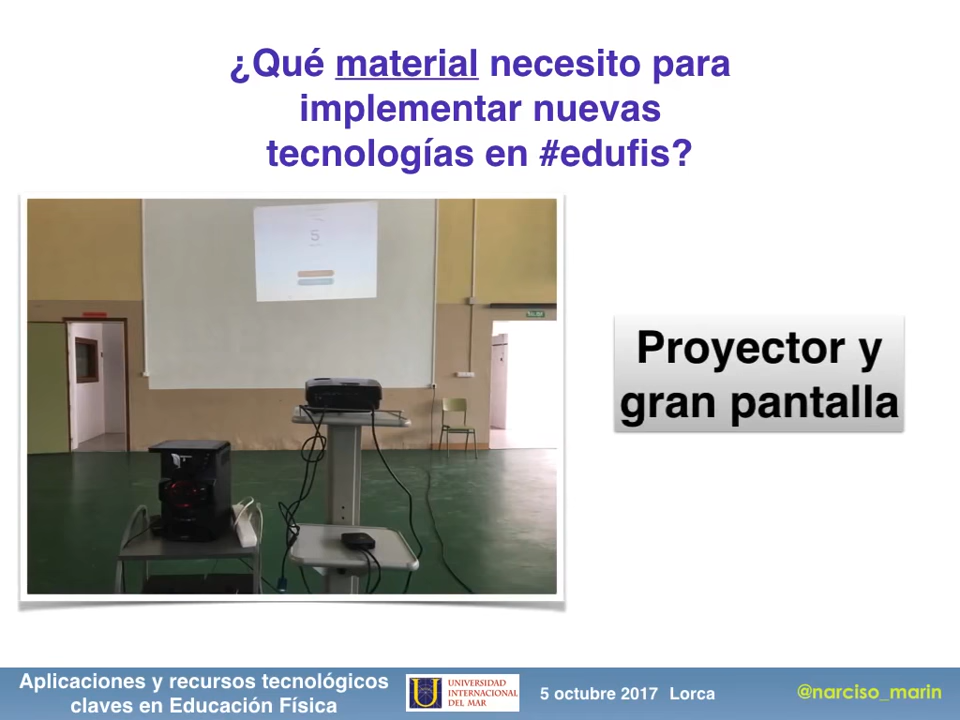 ¿Qué material necesito para
implementar nuevas
tecnologías en #edufis?
5
Proyector y
gran pantalla
Aplicaciones y recursos tecnológicos
claves en Educación Física
UNIVERSIDAD
INTERNACIONAL
DEL MAR
5 octubre 2017 Lorca
@narciso_marin